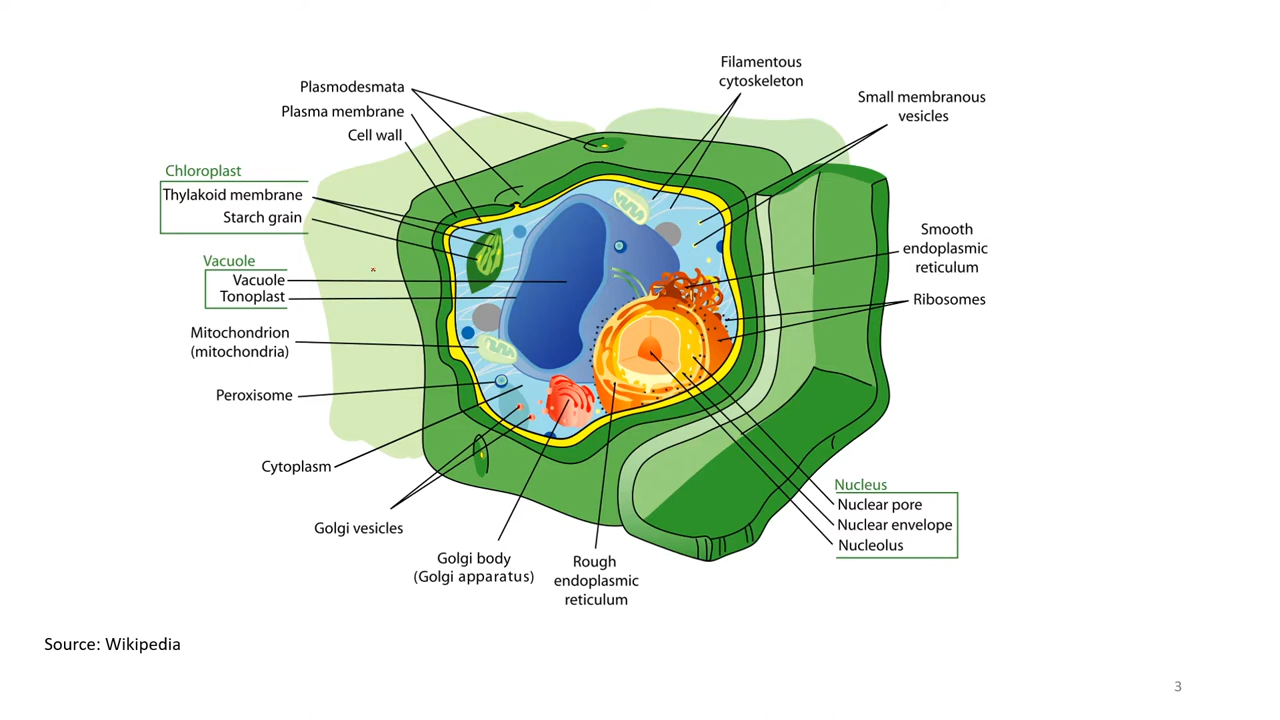 Filamentous
cytoskeleton
Small membranous
vesicles
Plasmodesmata
Plasma membrane
Cell wall
Chloroplast
Thylakoid membrane
Starch grain
Vacuole
Vacuole
Tonoplast
Mitochondrion
(mitochondria)
Peroxisome
Cytoplasm
Golgi vesicles
Golgi body
(Golgi apparatus)
Rough
endoplasmic
reticulum
Smooth
endoplasmic
reticulum
Ribosomes
Nucleus
Nuclear pore
Nuclear envelope
Nucleolus
Source: Wikipedia
3